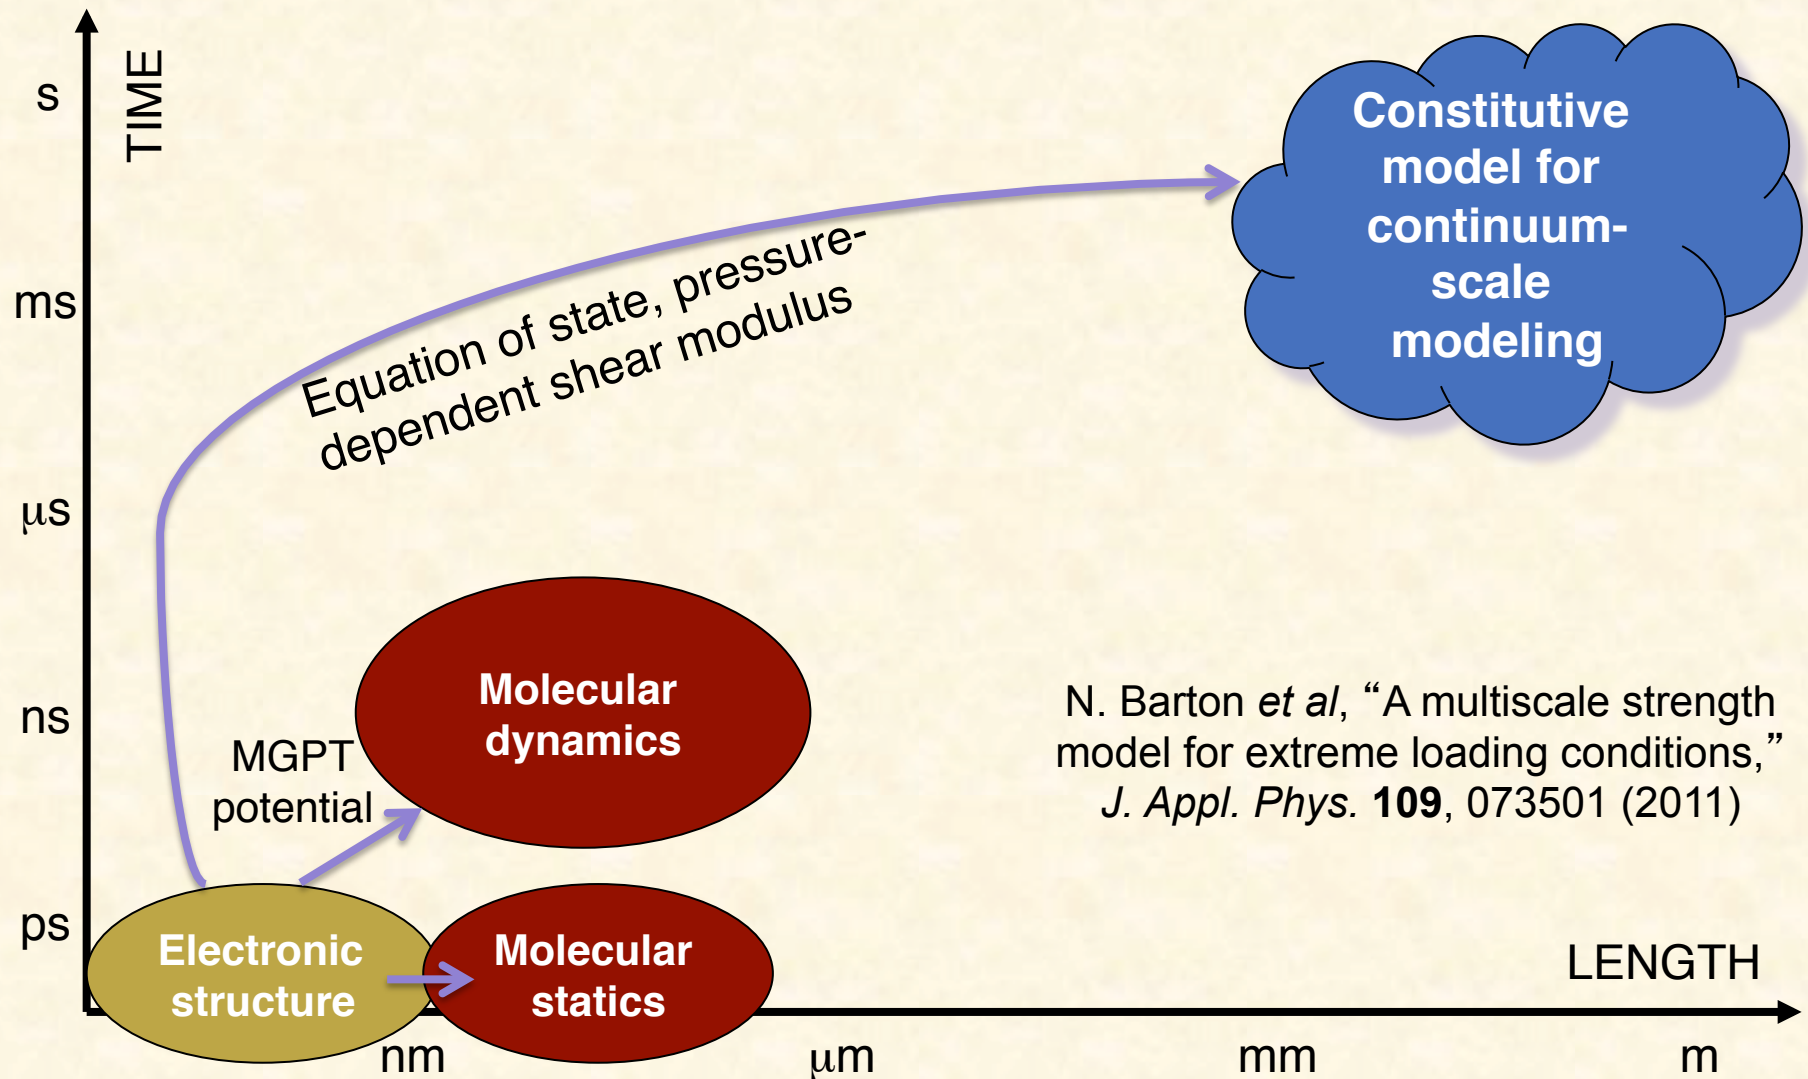 s
TIME
ms
μs
ns
ps
Constitutive
model for
continuum-
scale
modeling
Equation of state, pressure-
dependent shear modulus
Molecular
dynamics
MGPT
potential
N. Barton et al, “A multiscale strength
model for extreme loading conditions,”
J. Appl. Phys. 109, 073501 (2011)
Electronic
structure
Molecular
statics
LENGTH
nm
μm
mm
m